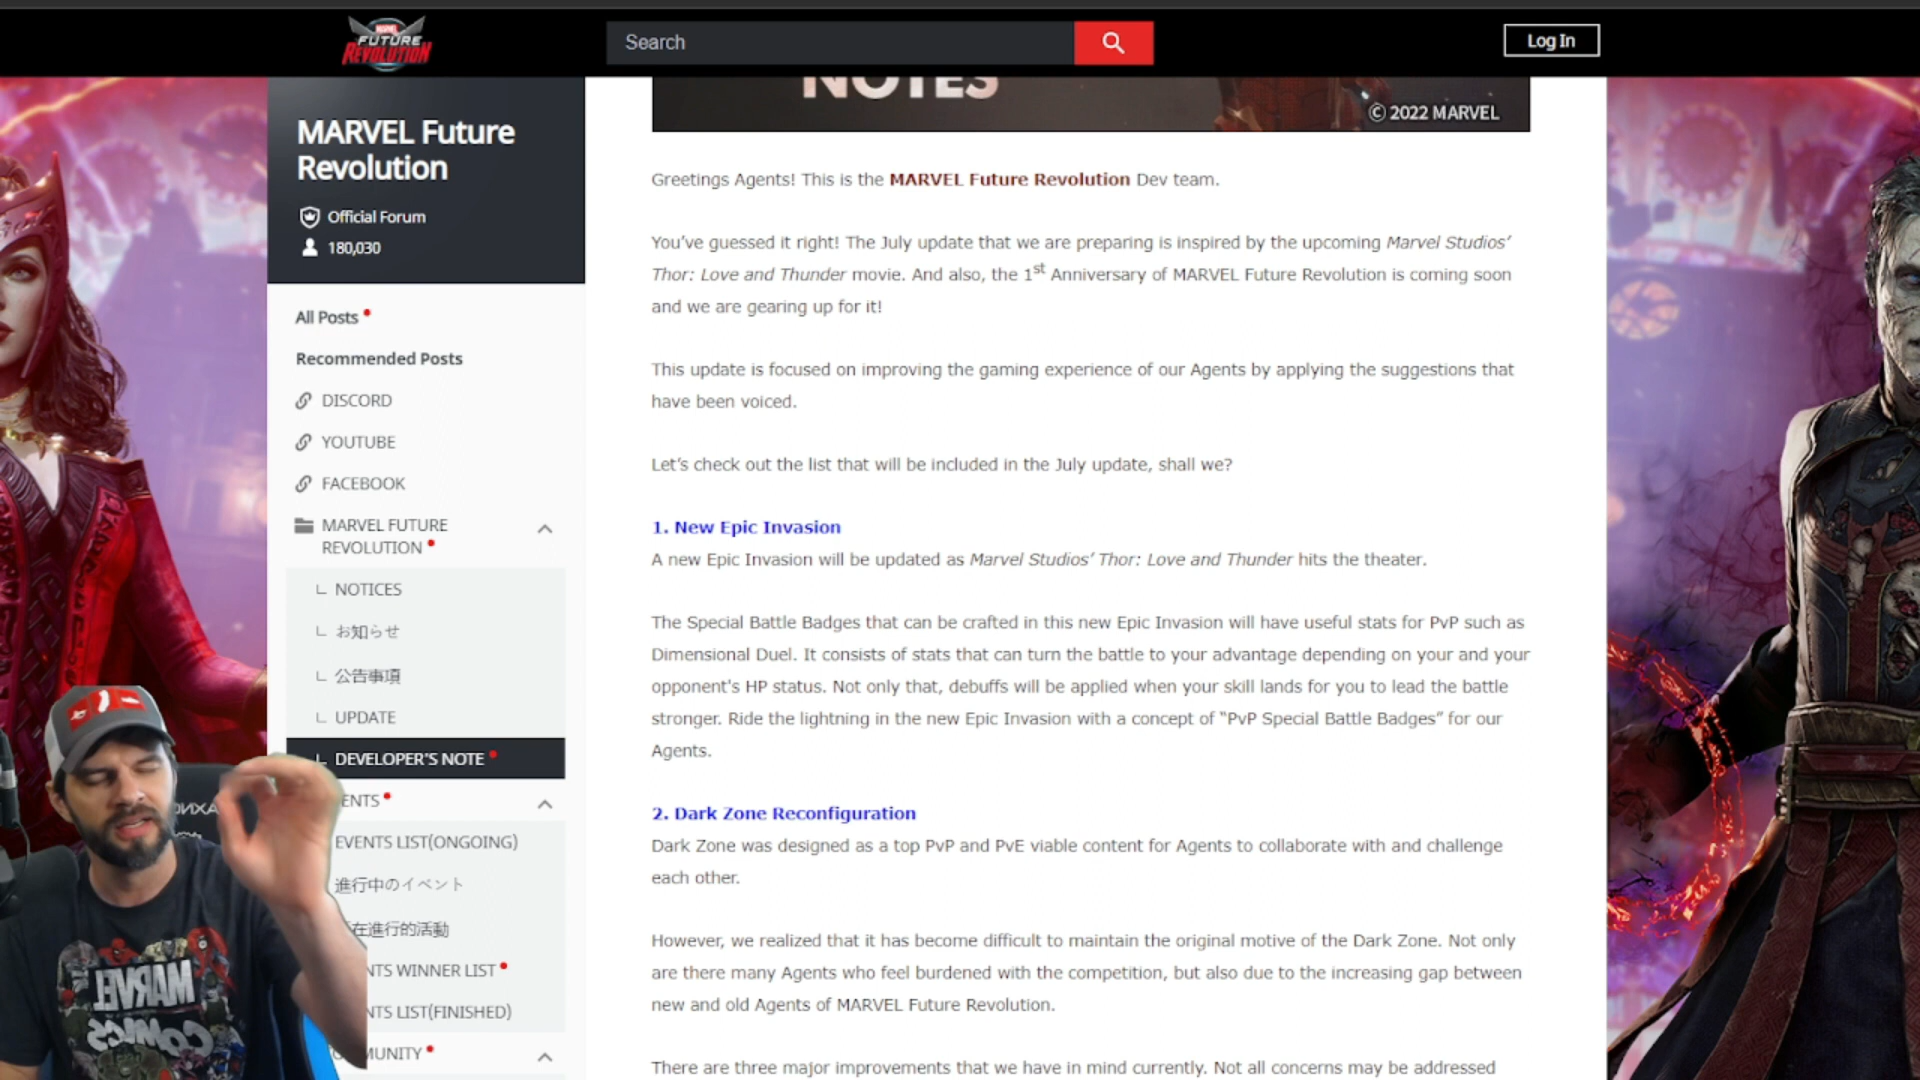 MARVEL
FUTURE
REVOLUTION
Search
Log In
NOTES
© 2022 MARVEL
MARVEL Future
Revolution
Official Forum
180,030
All Posts
Recommended Posts
DISCORD
YOUTUBE
FACEBOOK
MARVEL FUTURE
REVOLUTION
NOTICES
お知らせ
公告事項
UPDATE
DEVELOPER'S NOTE
ENTS
EVENTS LIST(ONGOING)
進行中のイベント
在進行的活動
NTS WINNER LIST
NTS LIST(FINISHED)
MUNITY
Greetings Agents! This is the MARVEL Future Revolution Dev team.
You’ve guessed it right! The July update that we are preparing is inspired by the upcoming Marvel Studios’
Thor: Love and Thunder movie. And also, the 1st Anniversary of MARVEL Future Revolution is coming soon
and we are gearing up for it!
This update is focused on improving the gaming experience of our Agents by applying the suggestions that
have been voiced.
Let’s check out the list that will be included in the July update, shall we?
1. New Epic Invasion
A new Epic Invasion will be updated as Marvel Studios’ Thor: Love and Thunder hits the theater.
The Special Battle Badges that can be crafted in this new Epic Invasion will have useful stats for PvP such as
Dimensional Duel. It consists of stats that can turn the battle to your advantage depending on your and your
opponent's HP status. Not only that, debuffs will be applied when your skill lands for you to lead the battle
stronger. Ride the lightning in the new Epic Invasion with a concept of “PvP Special Battle Badges” for our
Agents.
2. Dark Zone Reconfiguration
Dark Zone was designed as a top PvP and PvE viable content for Agents to collaborate with and challenge
each other.
However, we realized that it has become difficult to maintain the original motive of the Dark Zone. Not only
are there many Agents who feel burdened with the competition, but also due to the increasing gap between
new and old Agents of MARVEL Future Revolution.
There are three major improvements that we have in mind currently. Not all concerns may be addressed
MARVEL
COMICS